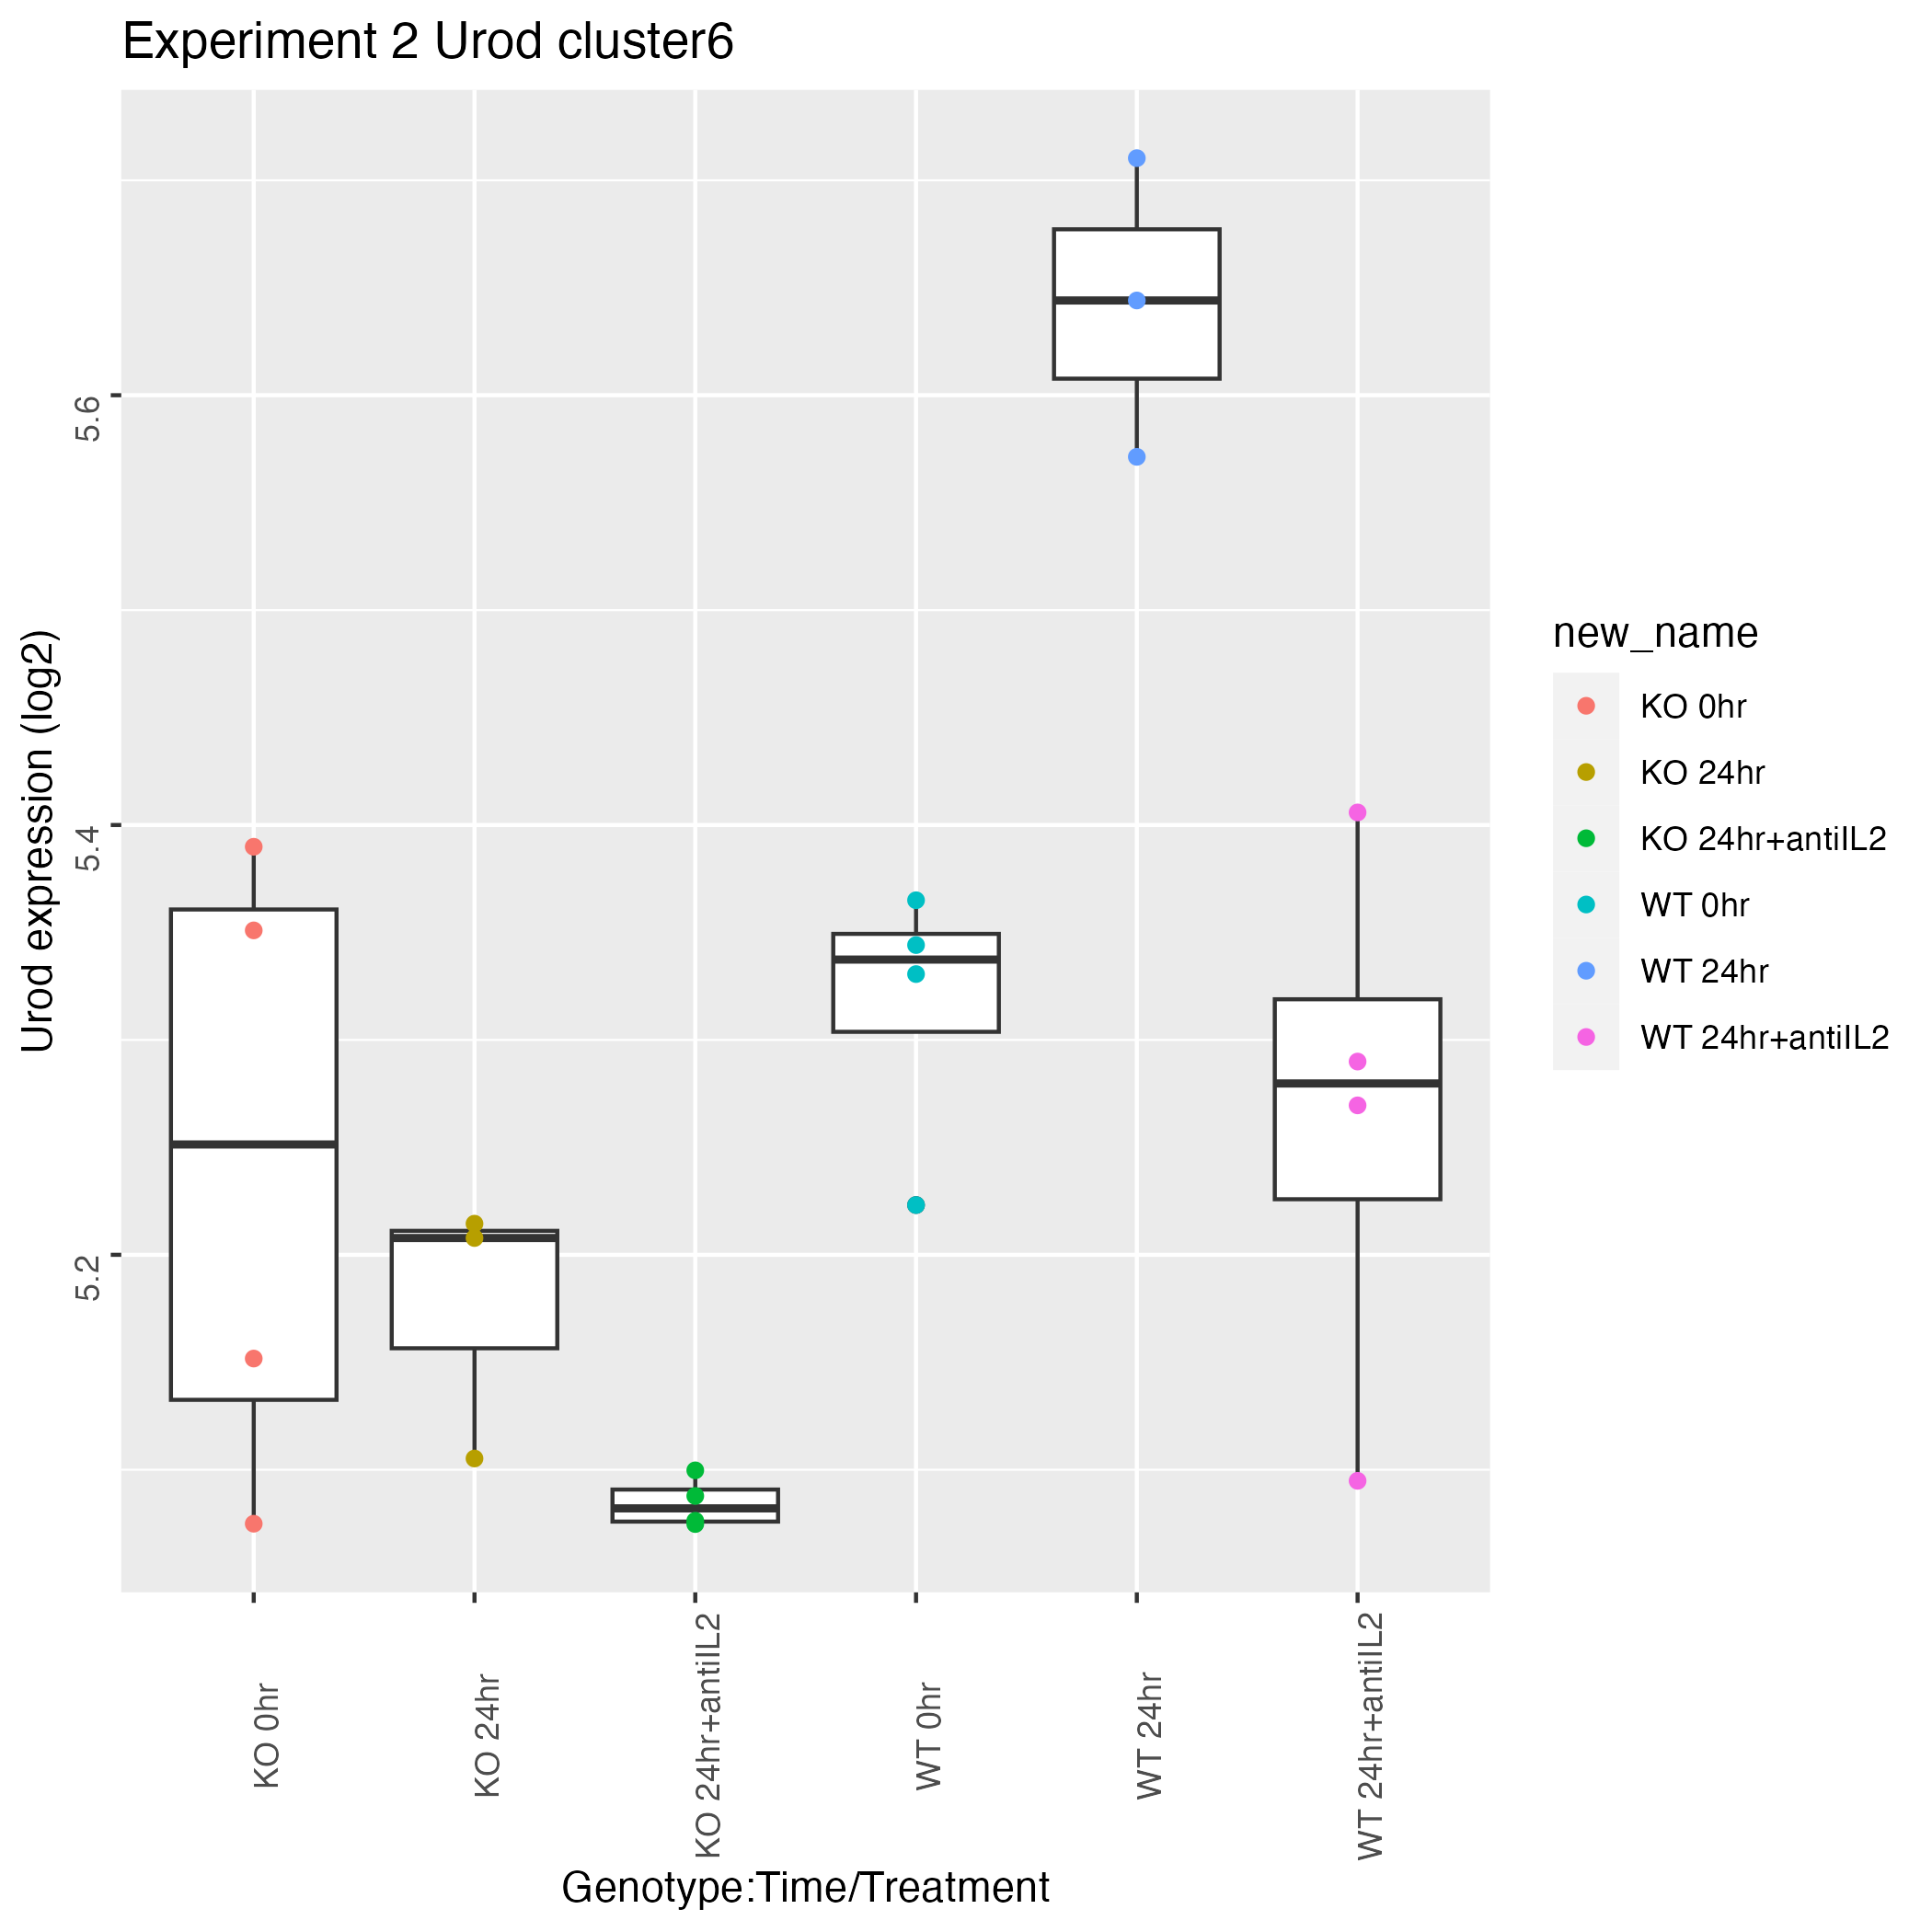 Experiment 2 Urod cluster6
Urod expression (log2)
5.6
5.4
5.2
KO 0hr
KO 24hr
KO 24hr+antiIL2
WT 0hr
WT 24hr
WT 24hr+antiIL2
Genotype:Time/Treatment
new_name
KO 0hr
KO 24hr
KO 24hr+antiIL2
WT 0hr
WT 24hr
WT 24hr+antiIL2